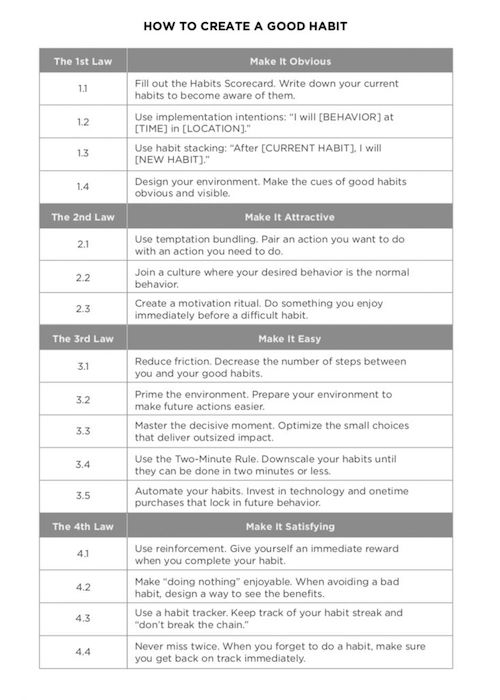 HOW TO CREATE A GOOD HABIT
The 1st Law Make It Obvious
1.1 Fill out the Habits Scorecard. Write down your current
habits to become aware of them.
1.2 Use implementation intentions: “I will [BEHAVIOR] at
[TIME] in [LOCATION].”
1.3 Use habit stacking: “After [CURRENT HABIT], I will
[NEW HABIT].”
1.4 Design your environment. Make the cues of good habits
obvious and visible.
The 2nd Law Make It Attractive
2.1 Use temptation bundling. Pair an action you want to do
with an action you need to do.
2.2 Join a culture where your desired behavior is the normal
behavior.
2.3 Create a motivation ritual. Do something you enjoy
immediately before a difficult habit.
The 3rd Law Make It Easy
3.1 Reduce friction. Decrease the number of steps between
you and your good habits.
3.2 Prime the environment. Prepare your environment to
make future actions easier.
3.3 Master the decisive moment. Optimize the small choices
that deliver outsized impact.
3.4 Use the Two-Minute Rule. Downscale your habits until
they can be done in two minutes or less.
3.5 Automate your habits. Invest in technology and onetime
purchases that lock in future behavior.
The 4th Law Make It Satisfying
4.1 Use reinforcement. Give yourself an immediate reward
when you complete your habit.
4.2 Make “doing nothing” enjoyable. When avoiding a bad
habit, design a way to see the benefits.
4.3 Use a habit tracker. Keep track of your habit streak and
“don’t break the chain.”
4.4 Never miss twice. When you forget to do a habit, make sure
you get back on track immediately.